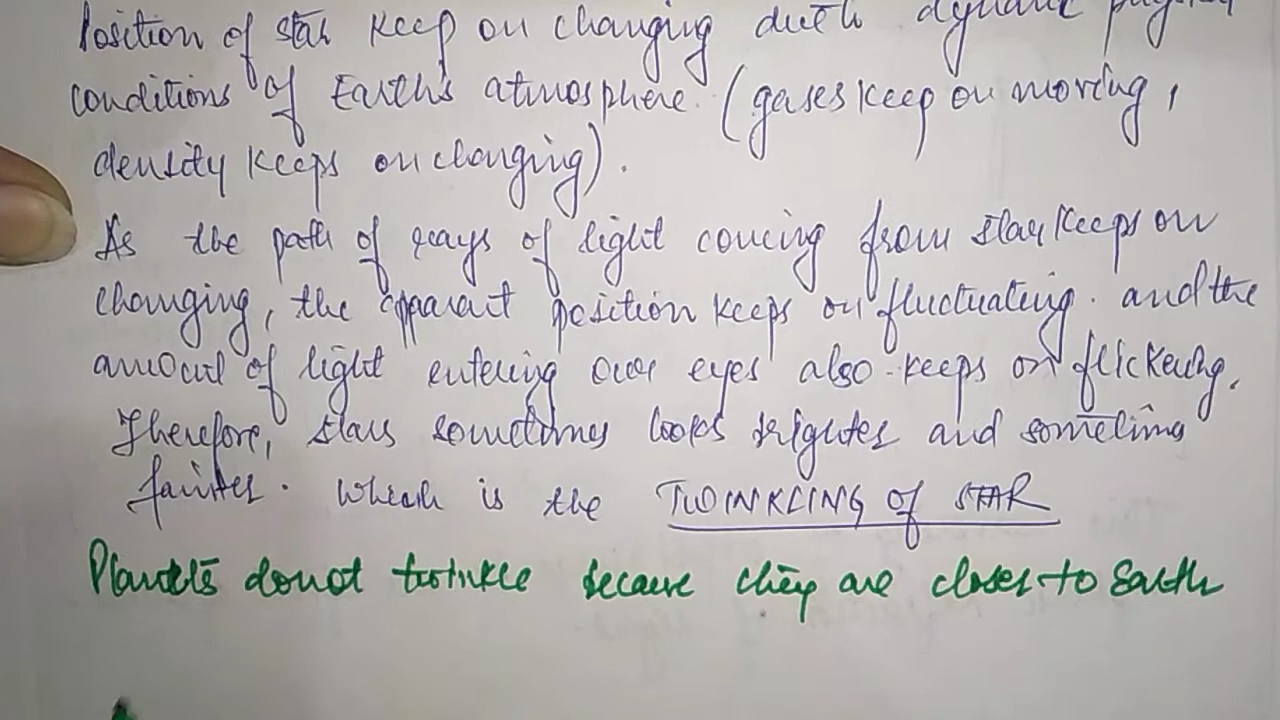 Position of star keep on changing due to dynamic physical
conditions of Earth's atmosphere. (gases keep on moving,
density keeps on changing).
As the path of rays of light coming from star keeps on
changing, the apparent position keeps on fluctuating. and the
amount of light entering our eyes also keeps on flickering.
Therefore, stars sometimes looks brighter and sometime
fainter. Which is the TWINKLING of STAR
Planets do not twinkle because they are closer to Earth